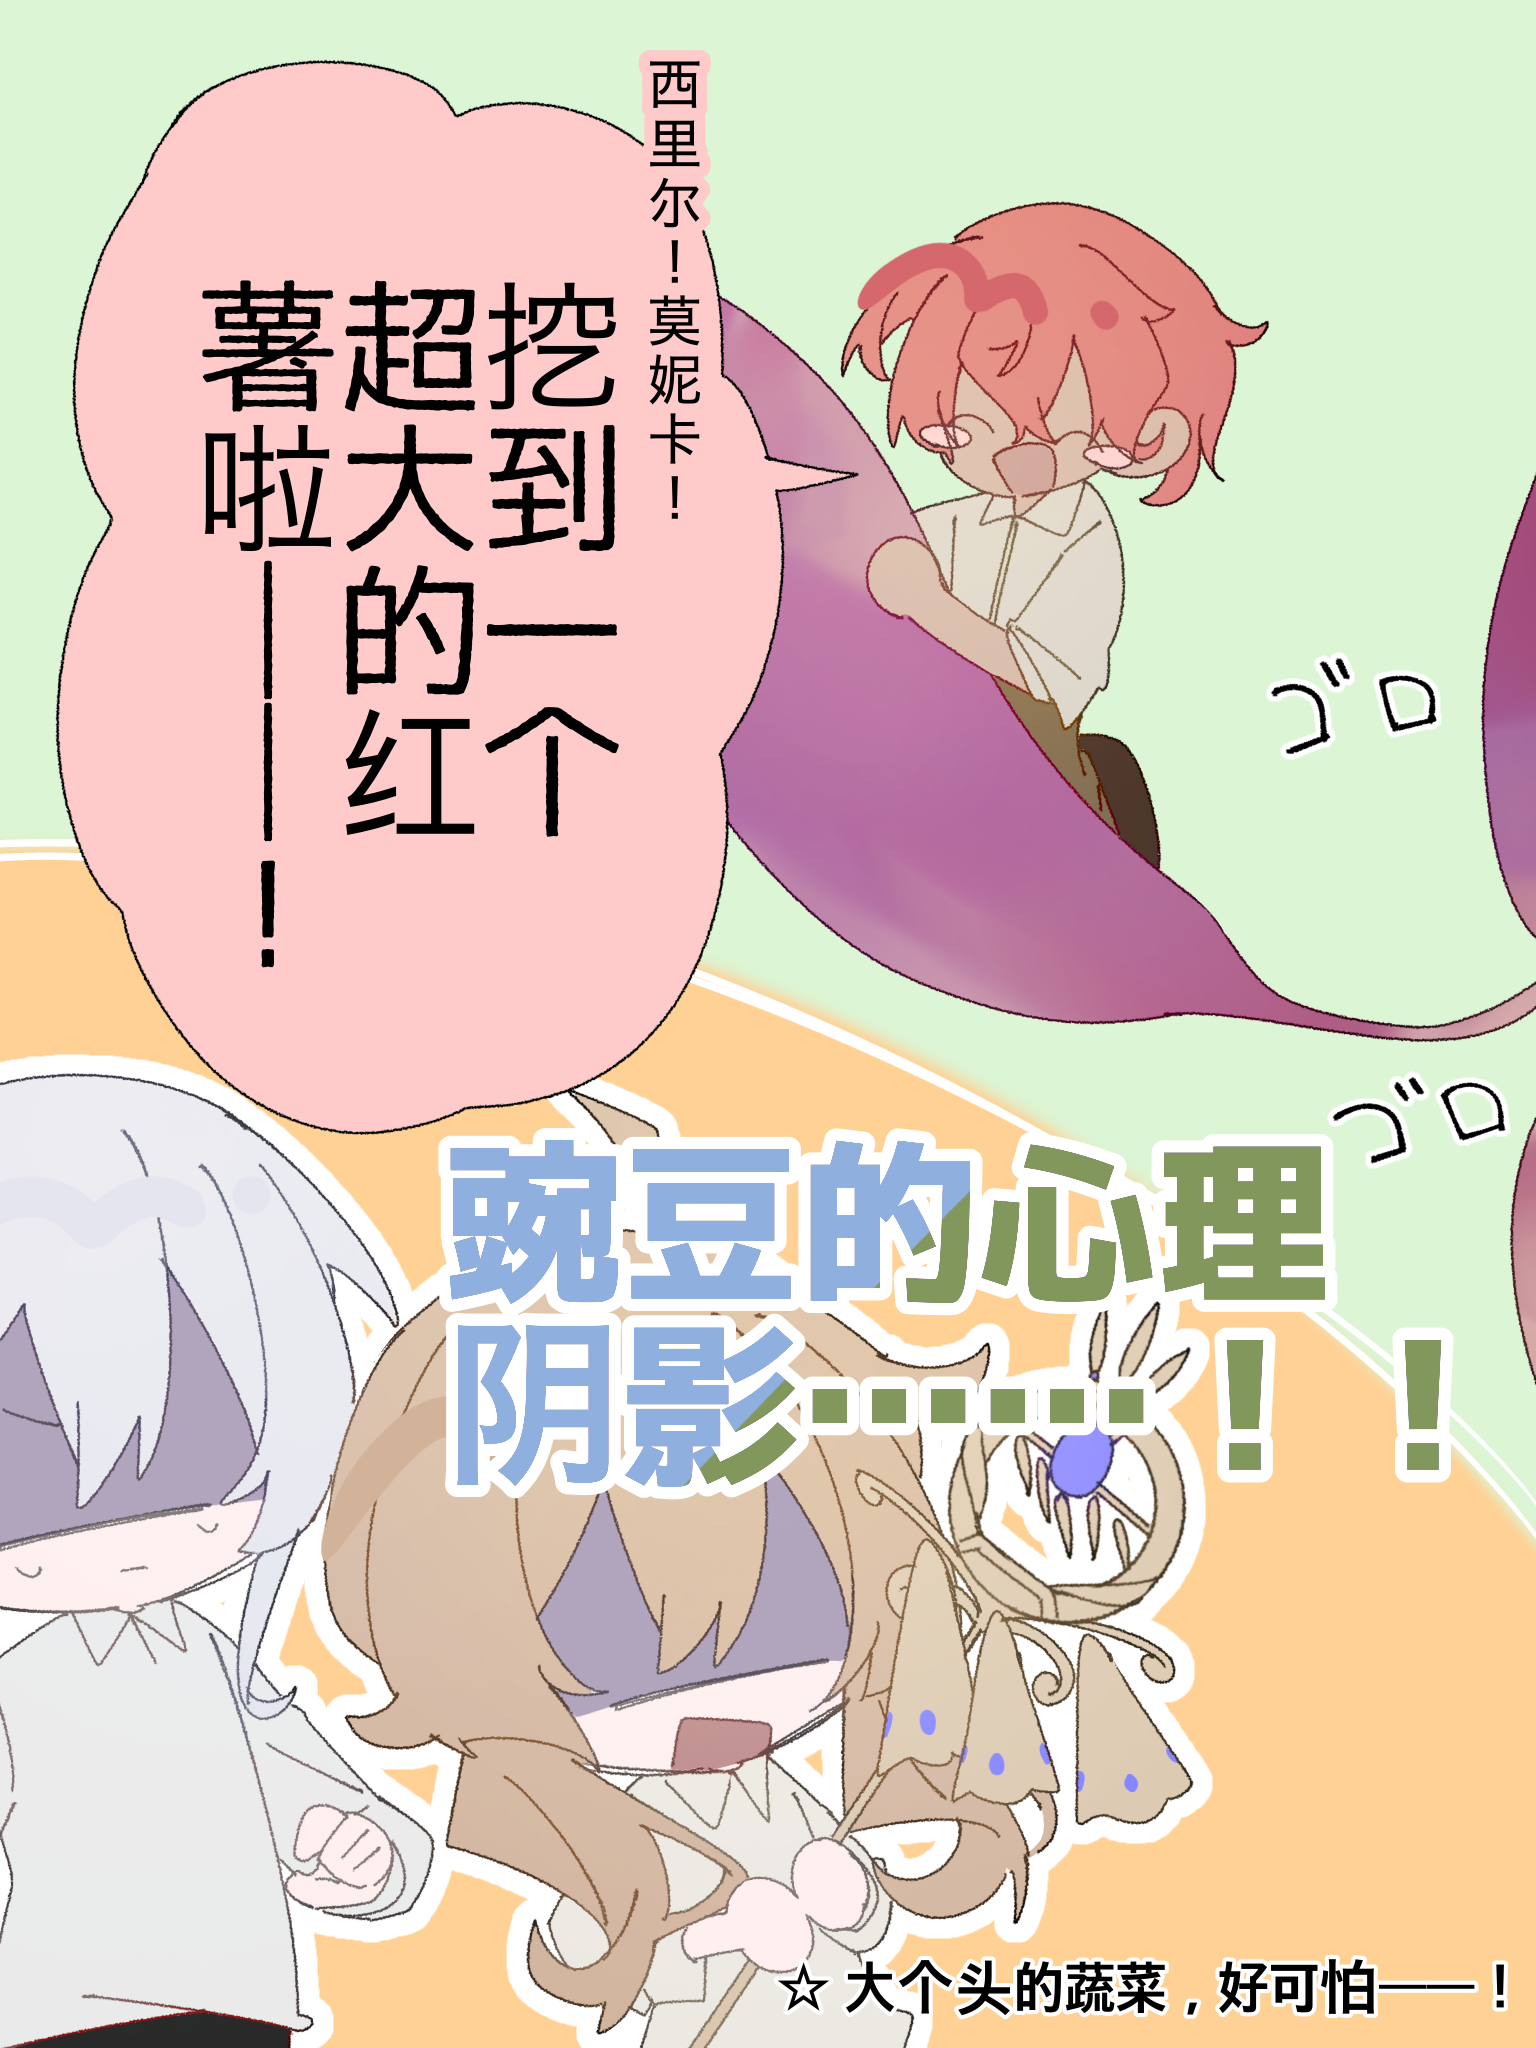 西里尔！莫妮卡！
挖到一个
超大的红
薯啦——！
ゴロ
ゴロ
豌豆的心理
阴影……！！
☆大个头的蔬菜，好可怕——！